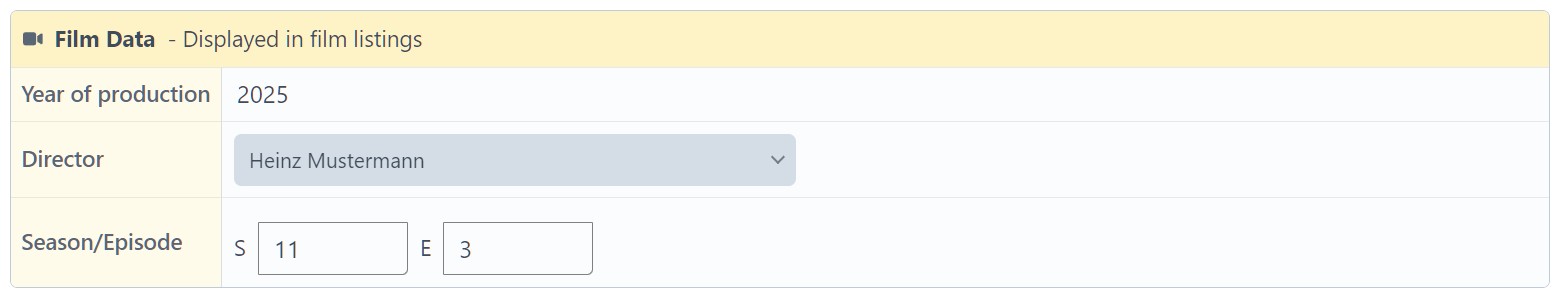 Film Data - Displayed in film listings
Year of production 2025
Director Heinz Mustermann
Season/Episode S 11 E 3